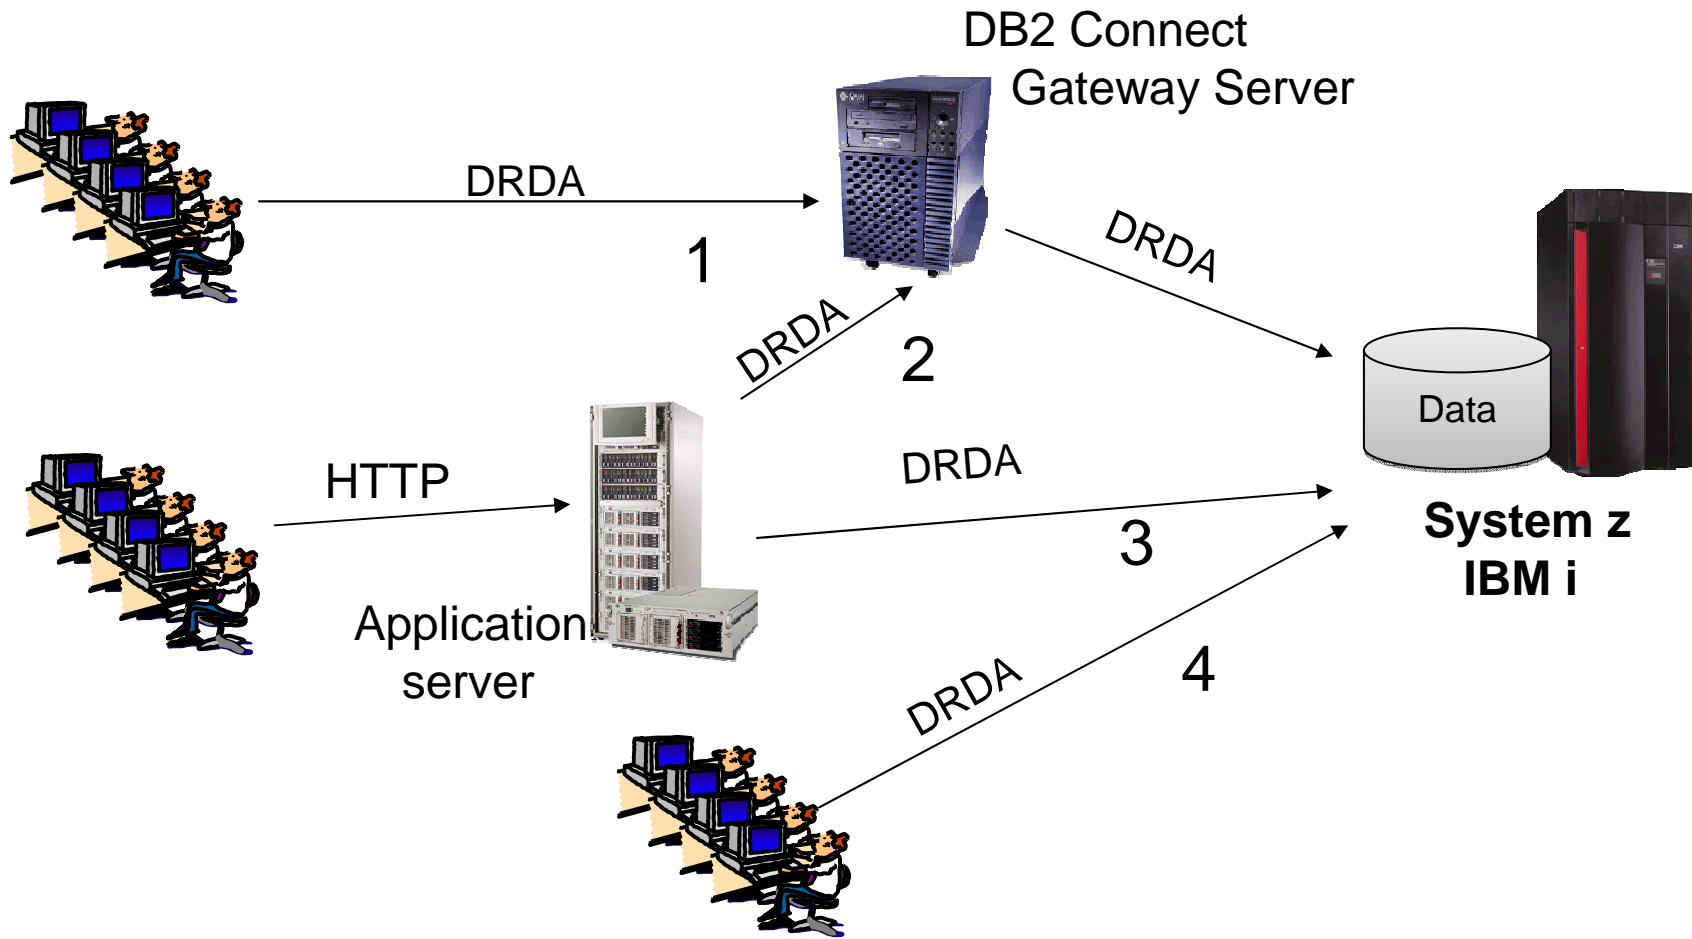 DB2 Connect
Gateway Server
DRDA
1
DRDA
DRDA
2
Data
HTTP
DRDA
3
System z
IBM i
Application
server
DRDA
4